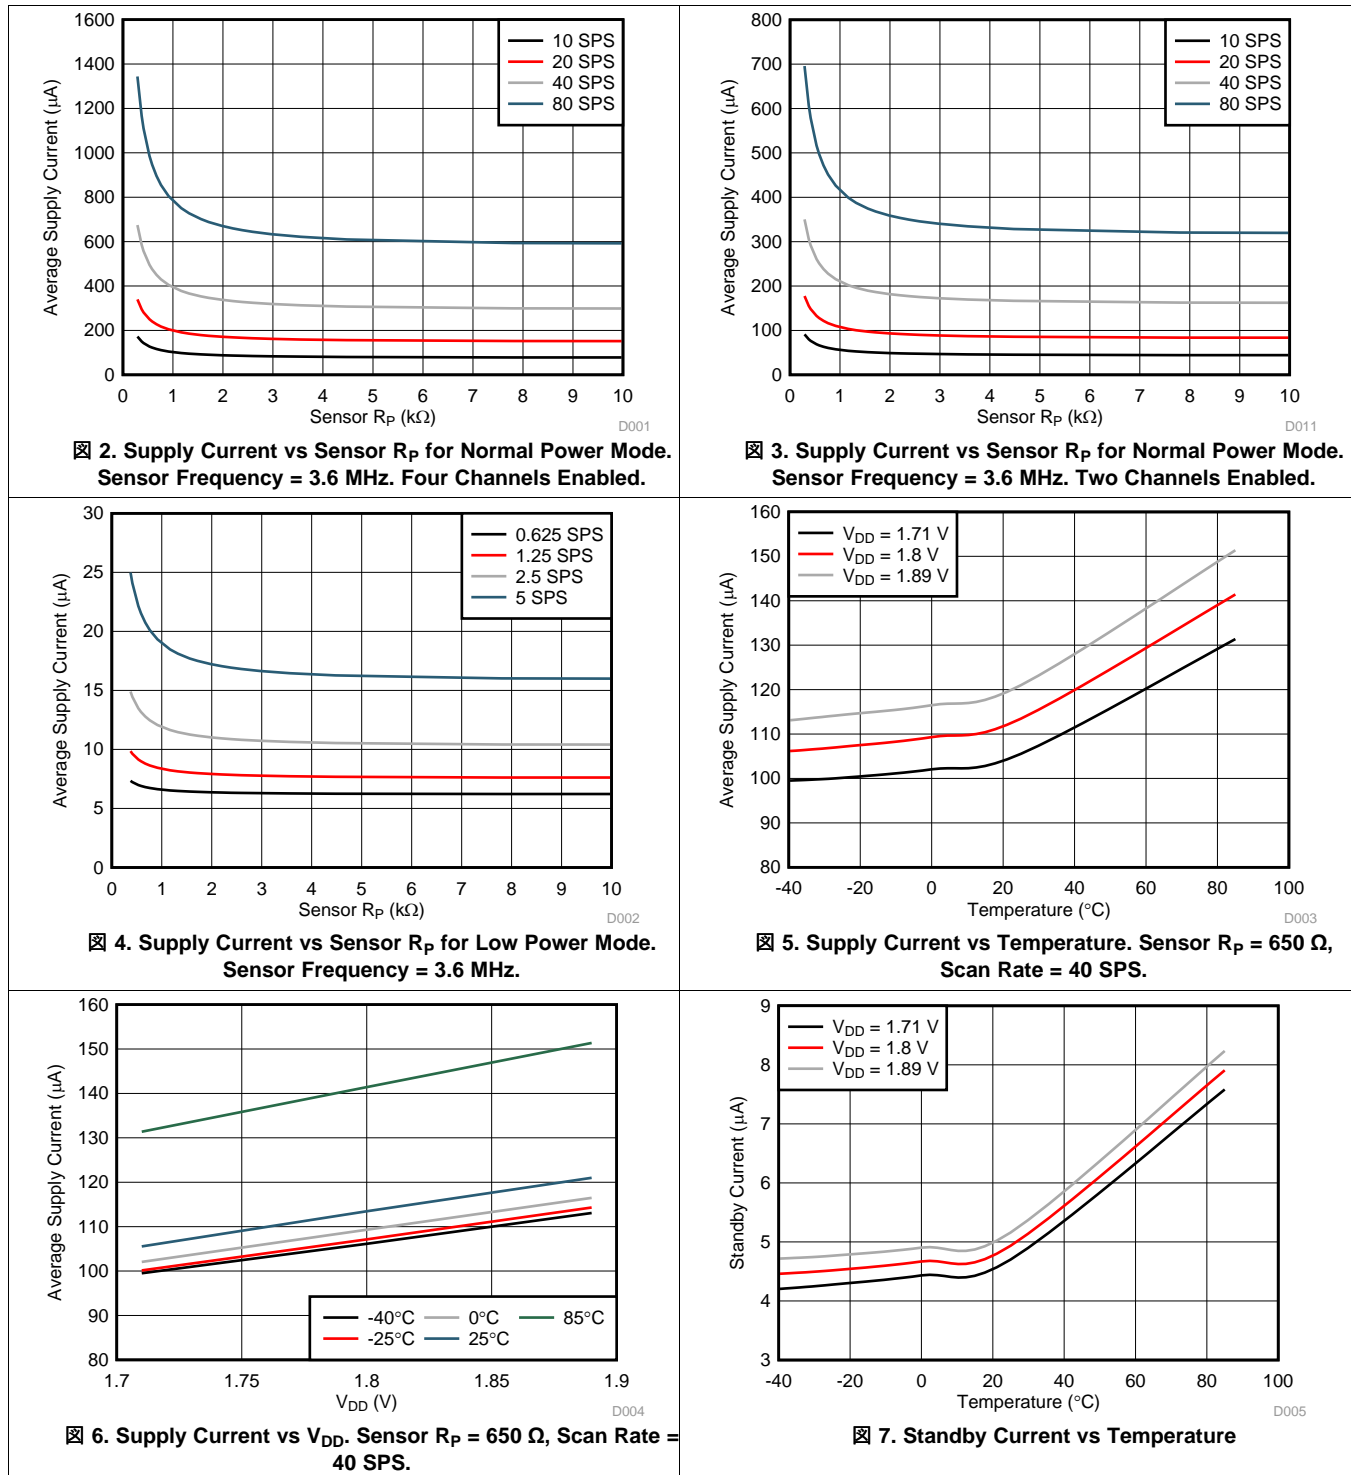 1600
1400
1200
1000
800
600
400
200
0
Average Supply Current (μA)
10 SPS
20 SPS
40 SPS
80 SPS
0 1 2 3 4 5 6 7 8 9 10
Sensor RP (kΩ)
D001
図 2. Supply Current vs Sensor RP for Normal Power Mode.
Sensor Frequency = 3.6 MHz. Four Channels Enabled.
800
700
600
500
400
300
200
100
0
Average Supply Current (μA)
10 SPS
20 SPS
40 SPS
80 SPS
0 1 2 3 4 5 6 7 8 9 10
Sensor RP (kΩ)
D011
図 3. Supply Current vs Sensor RP for Normal Power Mode.
Sensor Frequency = 3.6 MHz. Two Channels Enabled.
30
25
20
15
10
5
0
Average Supply Current (μA)
0.625 SPS
1.25 SPS
2.5 SPS
5 SPS
0 1 2 3 4 5 6 7 8 9 10
Sensor RP (kΩ)
D002
図 4. Supply Current vs Sensor RP for Low Power Mode.
Sensor Frequency = 3.6 MHz.
160
150
140
130
120
110
100
90
80
Average Supply Current (μA)
VDD = 1.71 V
VDD = 1.8 V
VDD = 1.89 V
-40 -20 0 20 40 60 80 100
Temperature (°C)
D003
図 5. Supply Current vs Temperature. Sensor RP = 650 Ω,
Scan Rate = 40 SPS.
160
150
140
130
120
110
100
90
80
Average Supply Current (μA)
-40°C 0°C 85°C
-25°C 25°C
1.7 1.75 1.8 1.85 1.9
VDD (V)
D004
図 6. Supply Current vs VDD. Sensor RP = 650 Ω, Scan Rate =
40 SPS.
9
8
7
6
5
4
3
Standby Current (μA)
VDD = 1.71 V
VDD = 1.8 V
VDD = 1.89 V
-40 -20 0 20 40 60 80 100
Temperature (°C)
D005
図 7. Standby Current vs Temperature